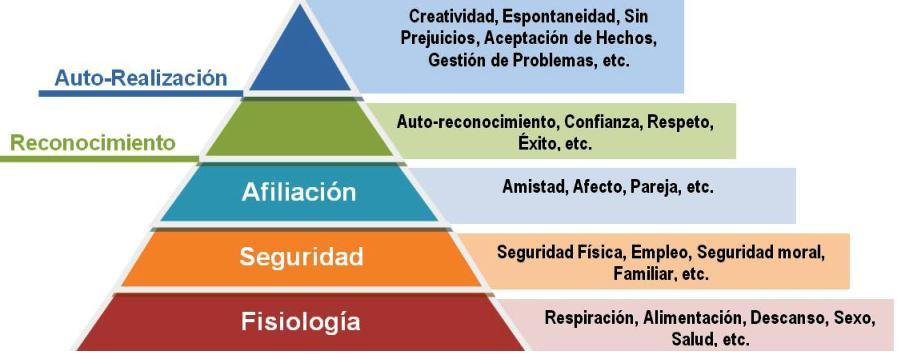 Creatividad, Espontaneidad, Sin
Prejuicios, Aceptación de Hechos,
Gestión de Problemas, etc.
Auto-Realización
Auto-reconocimiento, Confianza, Respeto,
Éxito, etc.
Reconocimiento
Afiliación
Amistad, Afecto, Pareja, etc.
Seguridad
Seguridad Física, Empleo, Seguridad moral,
Familiar, etc.
Fisiología
Respiración, Alimentación, Descanso, Sexo,
Salud, etc.